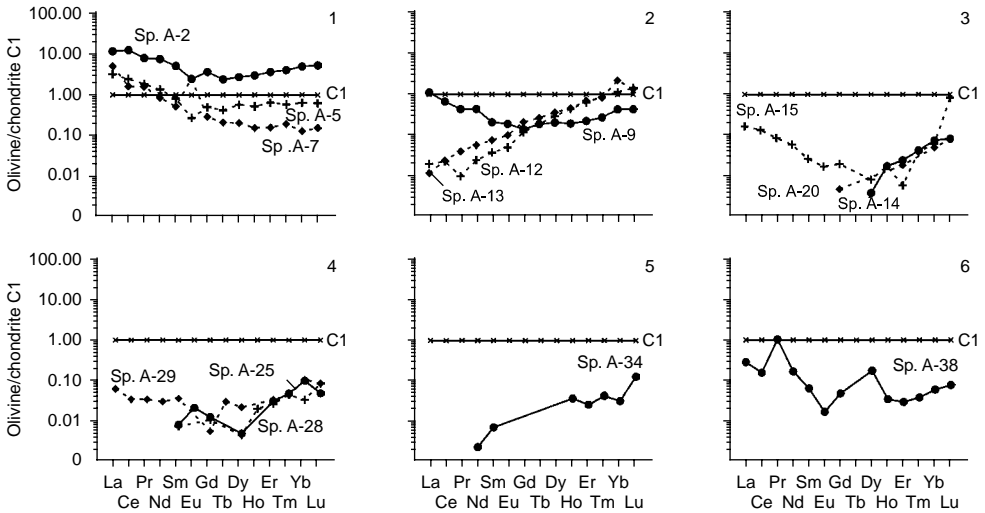 1
2
3
100.00
10.00
1.00
0.10
0.01
0
Olivine/chondrite C1
Sp. A-2
C1
Sp. A-5
Sp .A-7
C1
Sp. A-9
Sp. A-12
Sp. A-13
C1
Sp. A-15
Sp. A-20
Sp. A-14
4
5
6
100.00
10.00
1.00
0.10
0.01
0
Olivine/chondrite C1
C1
Sp. A-29
Sp. A-25
Sp. A-28
C1
Sp. A-34
C1
Sp. A-38
La Pr Sm Gd Dy Er Yb
Ce Nd Eu Tb Ho Tm Lu
La Pr Sm Gd Dy Er Yb
Ce Nd Eu Tb Ho Tm Lu
La Pr Sm Gd Dy Er Yb
Ce Nd Eu Tb Ho Tm Lu